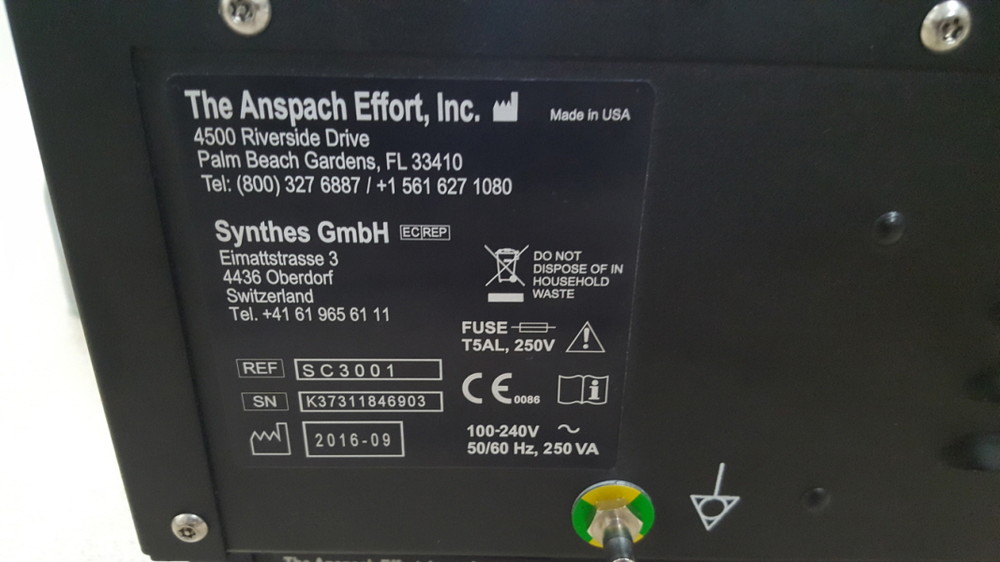 The Anspach Effort, Inc.
Made in USA
4500 Riverside Drive
Palm Beach Gardens, FL 33410
Tel: (800) 327 6887 / +1 561 627 1080
Synthes GmbH EC REP
Eimattstrasse 3
4436 Oberdorf
Switzerland
Tel. +41 61 965 61 11
DO NOT
DISPOSE OF IN
HOUSEHOLD
WASTE
FUSE
T5AL, 250V
REF SC3001
SN K37311846903
2016-09
CE 0086
i
100-240V ~
50/60 Hz, 250 VA